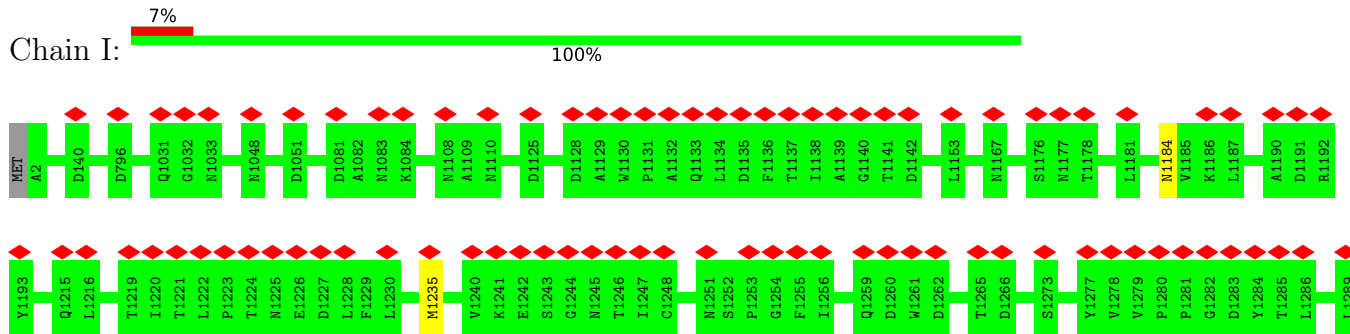 7%
Chain I:
100%
MET A2 D140 D796 Q1031 G1032 N1033 N1048 D1051 D1081 A1082 N1083 K1084 N1108 A1109 N1110 D1125 D1128 A1129 W1130 P1131 A1132 Q1133 L1134 D1135 F1136 T1137 I1138 A1139 G1140 T1141 D1142 L1153 N1167 S1176 N1177 T1178 L1181 N1184 V1185 K1186 L1187 A1190 D1191 R1192
Y1193 Q1215 L1216 T1219 I1220 T1221 L1222 P1223 T1224 N1225 E1226 D1227 L1228 F1229 L1230 M1235 V1240 K1241 E1242 S1243 G1244 N1245 T1246 I1247 C1248 N1251 S1252 P1253 G1254 F1255 I1256 Q1259 D1260 W1261 D1262 T1265 D1266 S1273 Y1277 V1278 V1279 P1280 P1281 G1282 D1283 Y1284 T1285 L1286 L1289